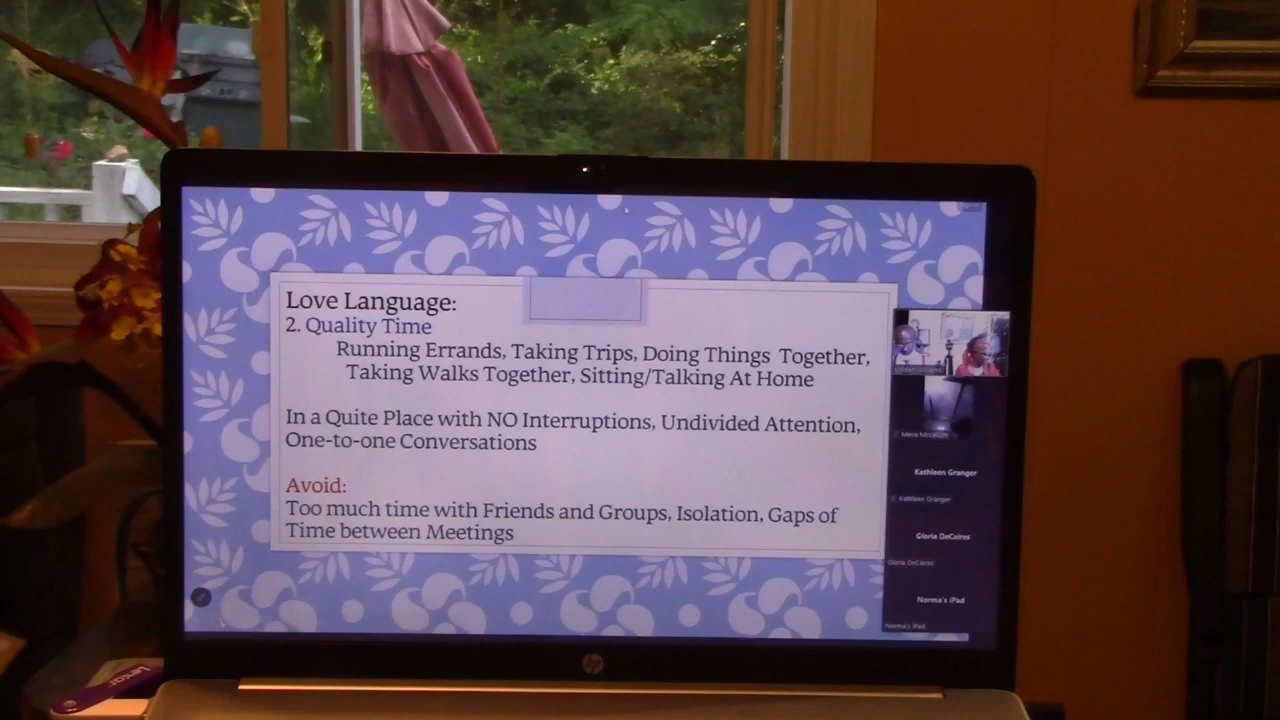 Love Language:
2. Quality Time
Running Errands, Taking Trips, Doing Things Together,
Taking Walks Together, Sitting/Talking At Home
In a Quite Place with NO Interruptions, Undivided Attention,
One-to-one Conversations
Avoid:
Too much time with Friends and Groups, Isolation, Gaps of
Time between Meetings
Kathleen Granger
Kathleen Granger
Gloria DeCaires
Gloria DeCaires
Norma's iPad
Norma's iPad
hp
Lexar